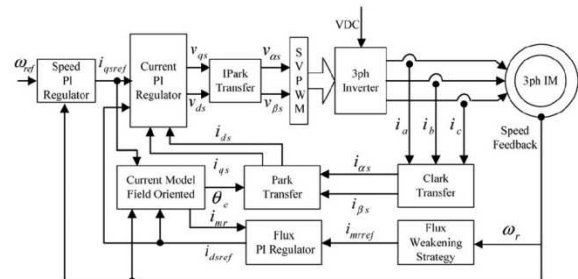 VDC
ω_ref
Speed
PI
Regulator
i_qsref
Current
PI
Regulator
v_qs
v_ds
IPark
Transfer
v_αs
v_βs
SVPWM
3ph
Inverter
3ph IM
i_a
i_b
i_c
Speed
Feedback
i_ds
i_qs
Current Model
Field Oriented
θ_e
Park
Transfer
i_αs
i_βs
Clark
Transfer
i_mr
i_dsref
Flux
PI Regulator
i_mrref
Flux
Weakening
Strategy
ω_r